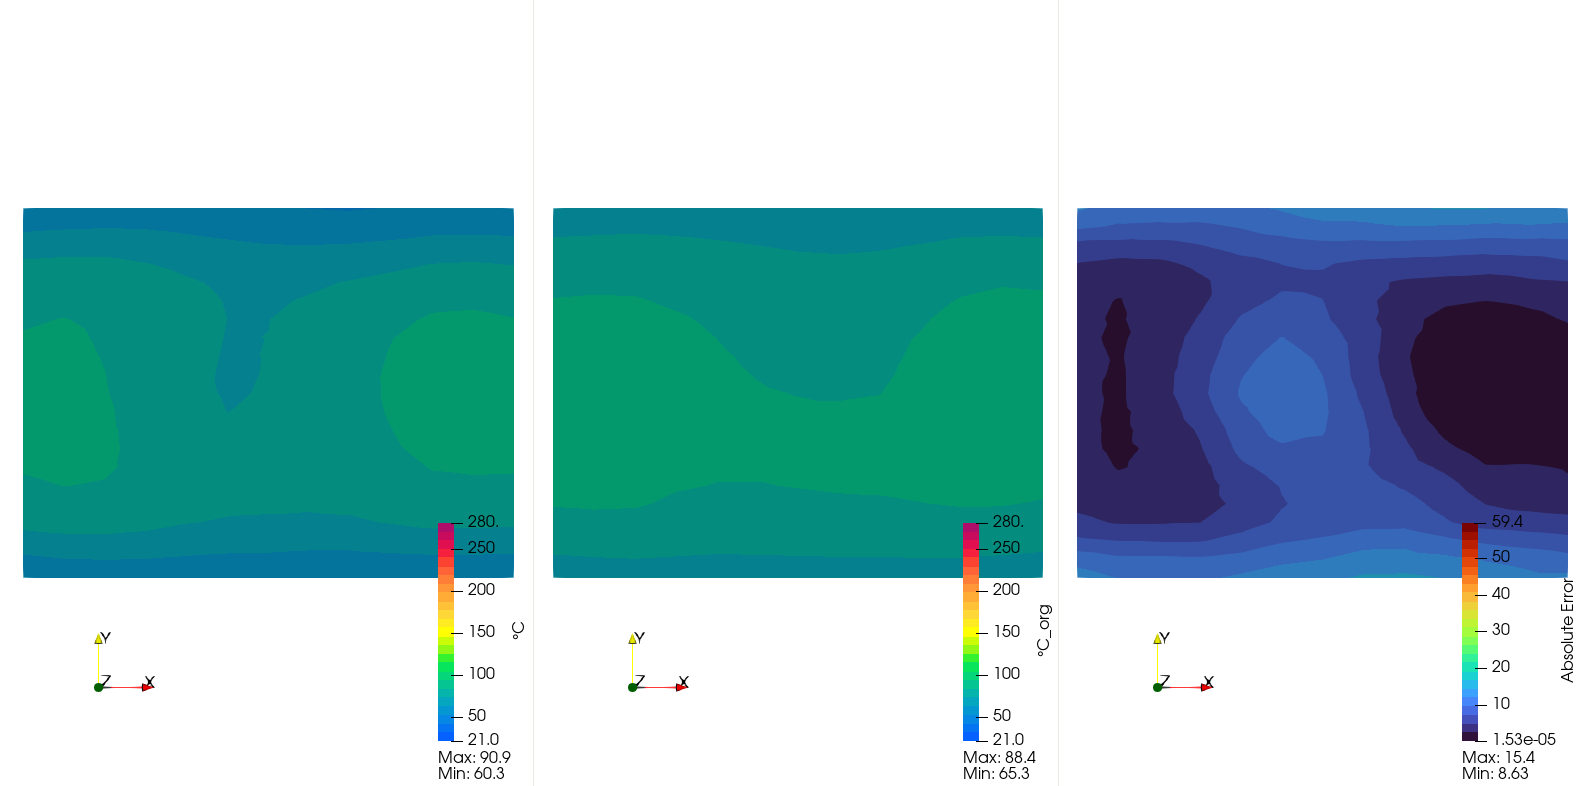 280.
250
200
150
100
50
21.0
°C
Max: 90.9
Min: 60.3
Y
Z
X
280.
250
200
150
100
50
21.0
°C_org
Max: 88.4
Min: 65.3
Y
Z
X
59.4
50
40
30
20
10
1.53e-05
Absolute Error
Max: 15.4
Min: 8.63
Y
Z
X